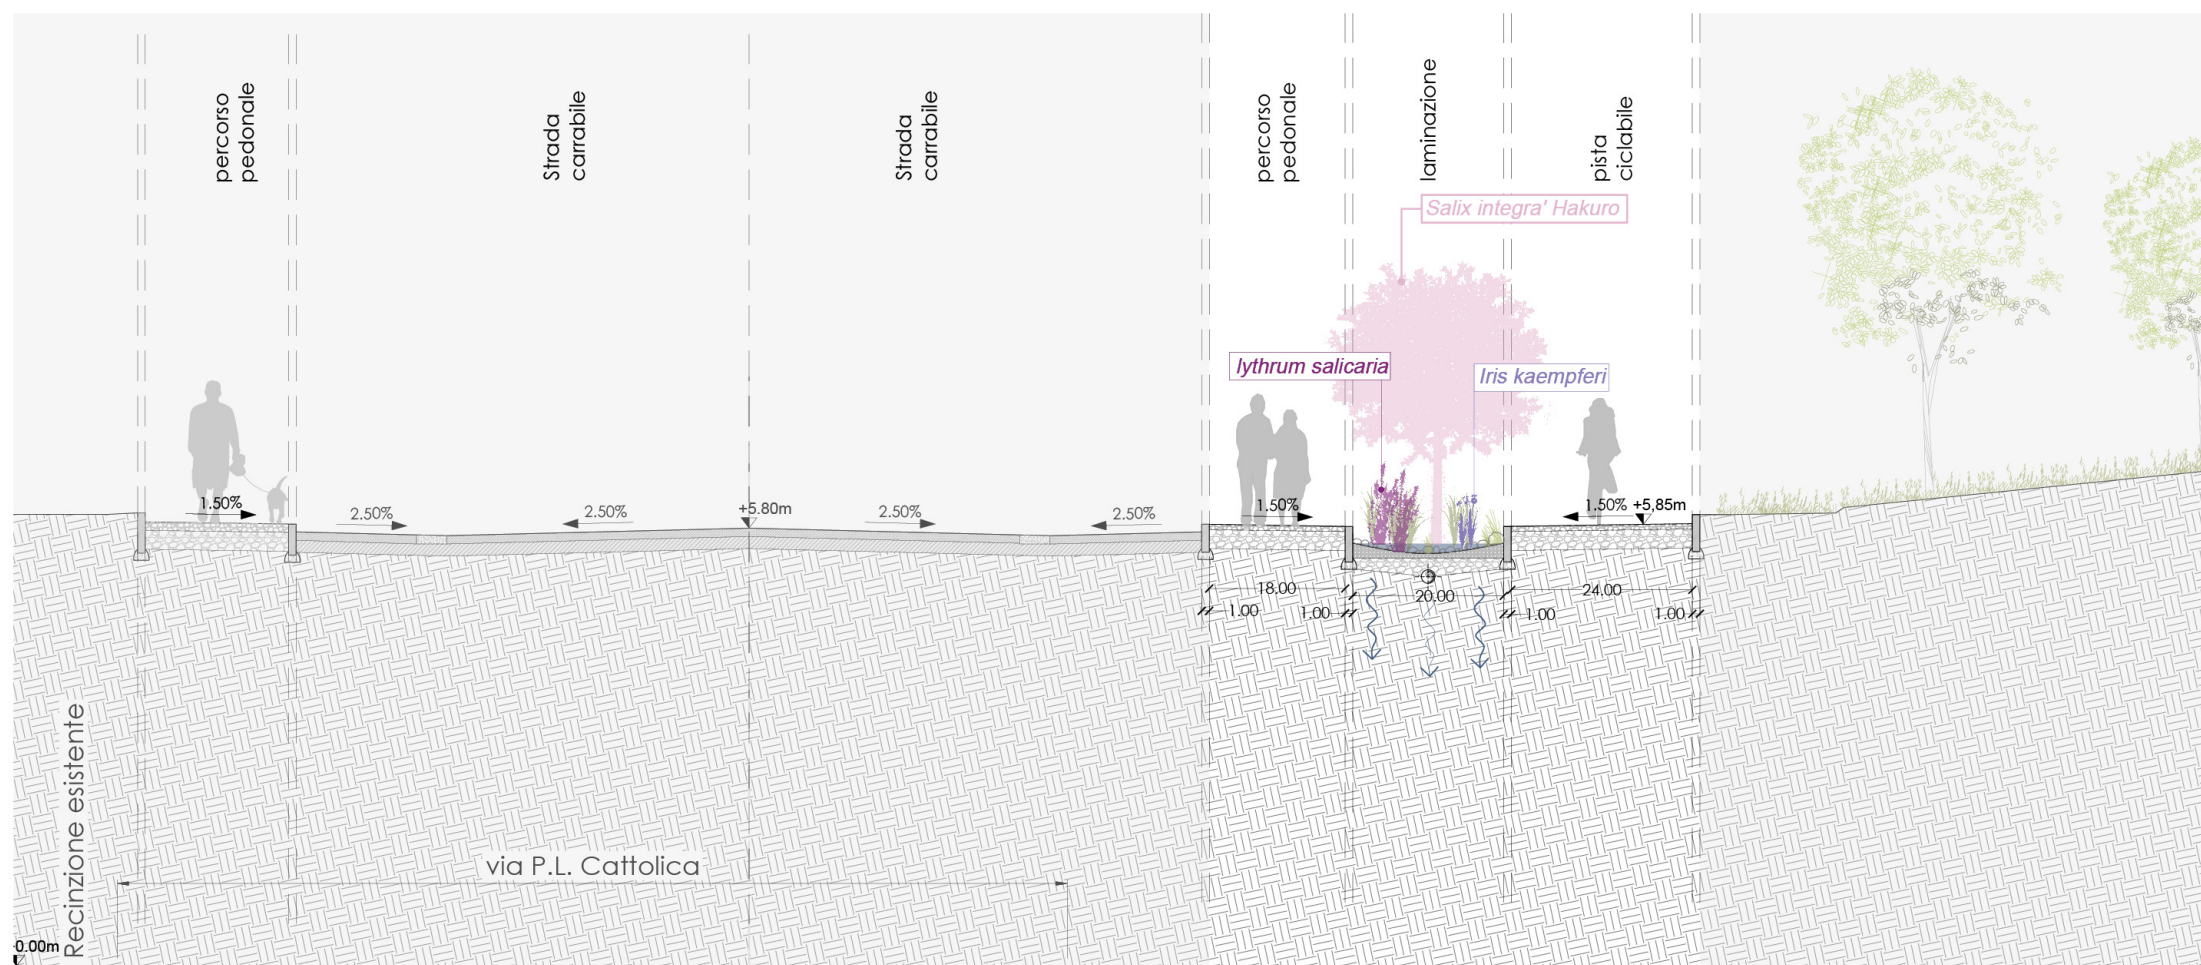 percorso
pedonale
Strada
carrabile
Strada
carrabile
percorso
pedonale
laminazione
pista
ciclabile
Salix integra' Hakuro
lythrum salicaria
Iris kaempferi
1.50%
2.50%
2.50%
+5.80m
2.50%
2.50%
1.50%
1.50%
+5,85m
18.00
20.00
24.00
1.00
1.00
1.00
1.00
Recinzione esistente
via P.L. Cattolica
0.00m